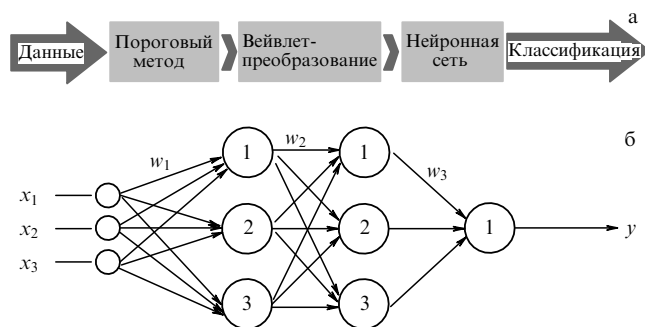 а
Данные
Пороговый
метод
Вейвлет-
преобразование
Нейронная
сеть
Классификация
б
w₁
w₂
w₃
x₁
x₂
x₃
1
2
3
1
2
3
1
y